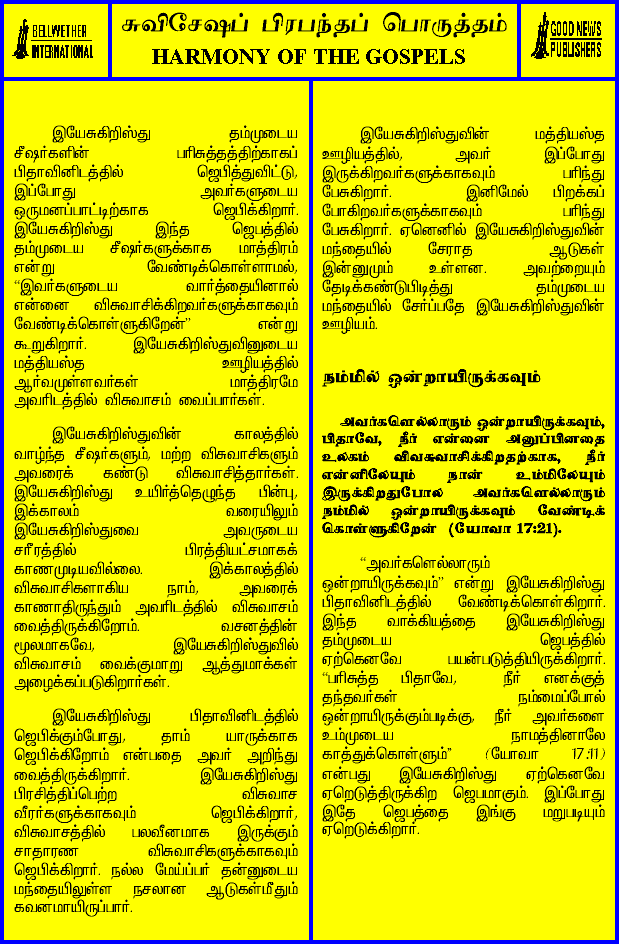 BELLWETHER
INTERNATIONAL
சுவிசேஷப் பிரபந்தப் பொருத்தம்
HARMONY OF THE GOSPELS
GOOD NEWS
PUBLISHERS
இயேசுகிறிஸ்து தம்முடைய
சீஷர்களின் பரிசுத்தத்திற்காகப்
பிதாவினிடத்தில் ஜெபித்துவிட்டு,
இப்போது அவர்களுடைய
ஒருமனப்பாட்டிற்காக ஜெபிக்கிறார்.
இயேசுகிறிஸ்து இந்த ஜெபத்தில்
தம்முடைய சீஷர்களுக்காக மாத்திரம்
என்று வேண்டிக்கொள்ளாமல்,
“இவர்களுடைய வார்த்தையினால்
என்னை விசுவாசிக்கிறவர்களுக்காகவும்
வேண்டிக்கொள்ளுகிறேன்” என்று
கூறுகிறார். இயேசுகிறிஸ்துவினுடைய
மத்தியஸ்த ஊழியத்தில்
ஆர்வமுள்ளவர்கள் மாத்திரமே
அவரிடத்தில் விசுவாசம் வைப்பார்கள்.
இயேசுகிறிஸ்துவின் காலத்தில்
வாழ்ந்த சீஷர்களும், மற்ற விசுவாசிகளும்
அவரைக் கண்டு விசுவாசித்தார்கள்.
இயேசுகிறிஸ்து உயிர்த்தெழுந்த பின்பு,
இக்காலம் வரையிலும்
இயேசுகிறிஸ்துவை அவருடைய
சரீரத்தில் பிரத்தியட்சமாகக்
காணமுடியவில்லை. இக்காலத்தில்
விசுவாசிகளாகிய நாம், அவரைக்
காணாதிருந்தும் அவரிடத்தில் விசுவாசம்
வைத்திருக்கிறோம். வசனத்தின்
மூலமாகவே, இயேசுகிறிஸ்துவில்
விசுவாசம் வைக்குமாறு ஆத்துமாக்கள்
அழைக்கப்படுகிறார்கள்.
இயேசுகிறிஸ்து பிதாவினிடத்தில்
ஜெபிக்கும்போது, தாம் யாருக்காக
ஜெபிக்கிறோம் என்பதை அவர் அறிந்து
வைத்திருக்கிறார். இயேசுகிறிஸ்து
பிரசித்திப்பெற்ற விசுவாச
வீரர்களுக்காகவும் ஜெபிக்கிறார்,
விசுவாசத்தில் பலவீனமாக இருக்கும்
சாதாரண விசுவாசிகளுக்காகவும்
ஜெபிக்கிறார். நல்ல மேய்ப்பர் தன்னுடைய
மந்தையிலுள்ள நசலான ஆடுகள்மீதும்
கவனமாயிருப்பார்.
இயேசுகிறிஸ்துவின் மத்தியஸ்த
ஊழியத்தில், அவர் இப்போது
இருக்கிறவர்களுக்காகவும் பரிந்து
பேசுகிறார். இனிமேல் பிறக்கப்
போகிறவர்களுக்காகவும் பரிந்து
பேசுகிறார். ஏனெனில் இயேசுகிறிஸ்துவின்
மந்தையில் சேராத ஆடுகள்
இன்னுமும் உள்ளன. அவற்றையும்
தேடிக்கண்டுபிடித்து தம்முடைய
மந்தையில் சேர்ப்பதே இயேசுகிறிஸ்துவின்
ஊழியம்.
நம்மில் ஒன்றாயிருக்கவும்
அவர்களெல்லாரும் ஒன்றாயிருக்கவும்,
பிதாவே, நீர் என்னை அனுப்பினதை
உலகம் விவசுவாசிக்கிறதற்காக, நீர்
என்னிலேயும் நான் உம்மிலேயும்
இருக்கிறதுபோல அவர்களெல்லாரும்
நம்மில் ஒன்றாயிருக்கவும் வேண்டிக்
கொள்ளுகிறேன் (யோவா 17:21).
“அவர்களெல்லாரும்
ஒன்றாயிருக்கவும்” என்று இயேசுகிறிஸ்து
பிதாவினிடத்தில் வேண்டிக்கொள்கிறார்.
இந்த வாக்கியத்தை இயேசுகிறிஸ்து
தம்முடைய ஜெபத்தில்
ஏற்கெனவே பயன்படுத்தியிருக்கிறார்.
“பரிசுத்த பிதாவே, நீர் எனக்குத்
தந்தவர்கள் நம்மைப்போல்
ஒன்றாயிருக்கும்படிக்கு, நீர் அவர்களை
உம்முடைய நாமத்தினாலே
காத்துக்கொள்ளும்” (யோவா 17:11)
என்பது இயேசுகிறிஸ்து ஏற்கெனவே
ஏறெடுத்திருக்கிற ஜெபமாகும். இப்போது
இதே ஜெபத்தை இங்கு மறுபடியும்
ஏறெடுக்கிறார்.